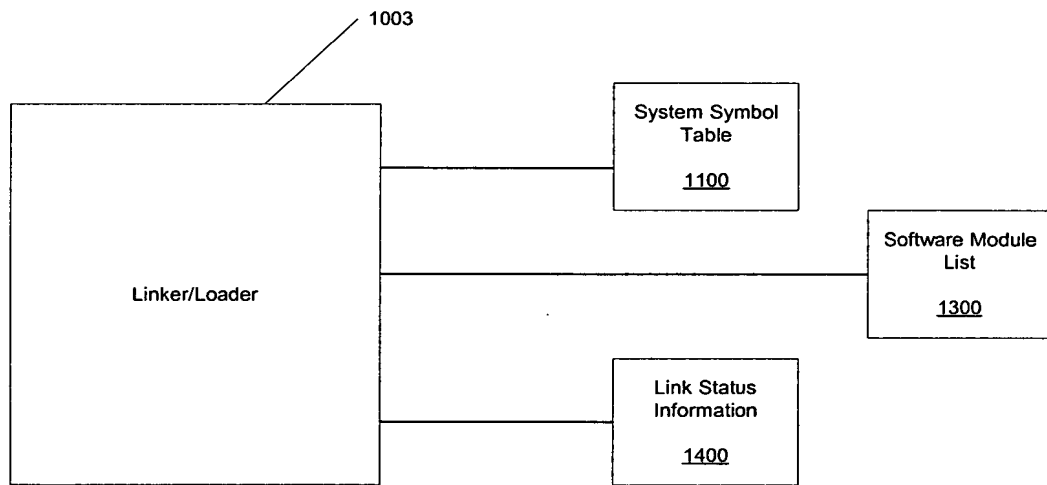 1003
System Symbol
Table
1100
Software Module
List
1300
Linker/Loader
Link Status
Information
1400